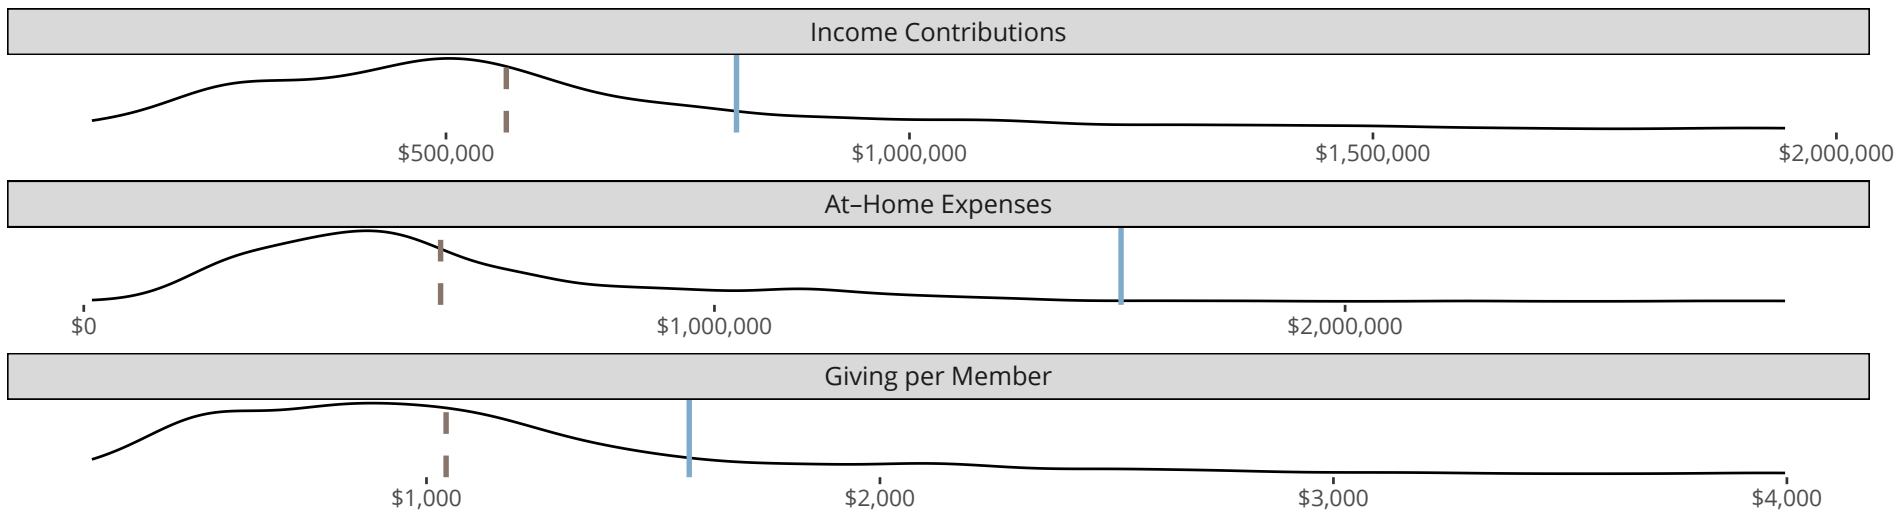 Income Contributions
$500,000 $1,000,000 $1,500,000 $2,000,000
At–Home Expenses
$0 $1,000,000 $2,000,000
Giving per Member
$1,000 $2,000 $3,000 $4,000